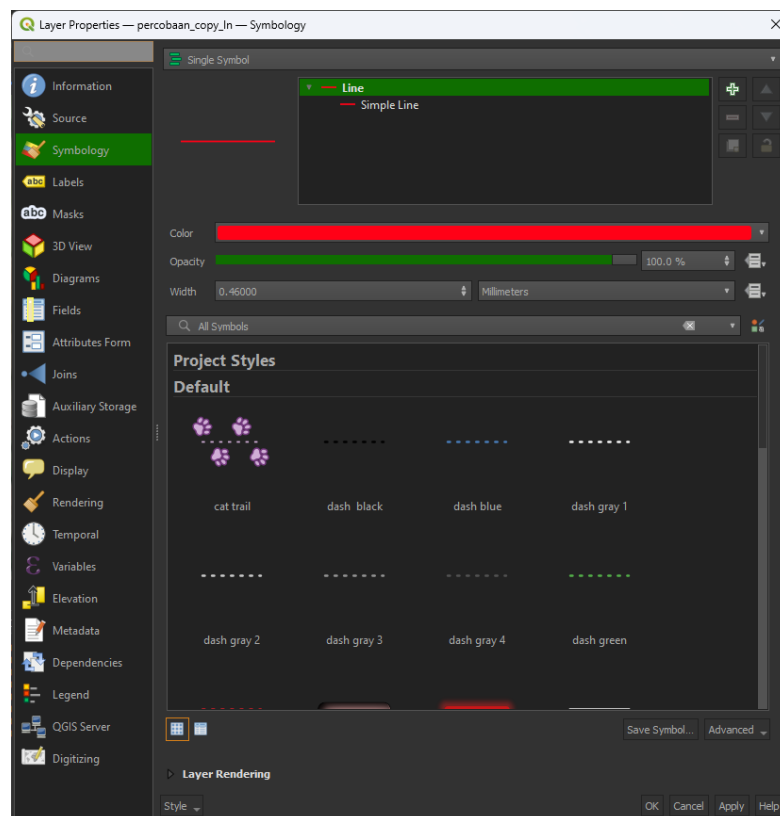 Layer Properties — percobaan_copy_ln — Symbology
Information
Source
Symbology
abc Labels
abc Masks
3D View
Diagrams
Fields
Attributes Form
Joins
Auxiliary Storage
Actions
Display
Rendering
Temporal
ε Variables
Elevation
Metadata
Dependencies
Legend
QGIS Server
Digitizing
Single Symbol
Line
Simple Line
Color
Opacity
100.0 %
Width
0.46000
Millimeters
All Symbols
Project Styles
Default
cat trail
dash black
dash blue
dash gray 1
dash gray 2
dash gray 3
dash gray 4
dash green
Save Symbol...
Advanced
Layer Rendering
Style
OK
Cancel
Apply
Help